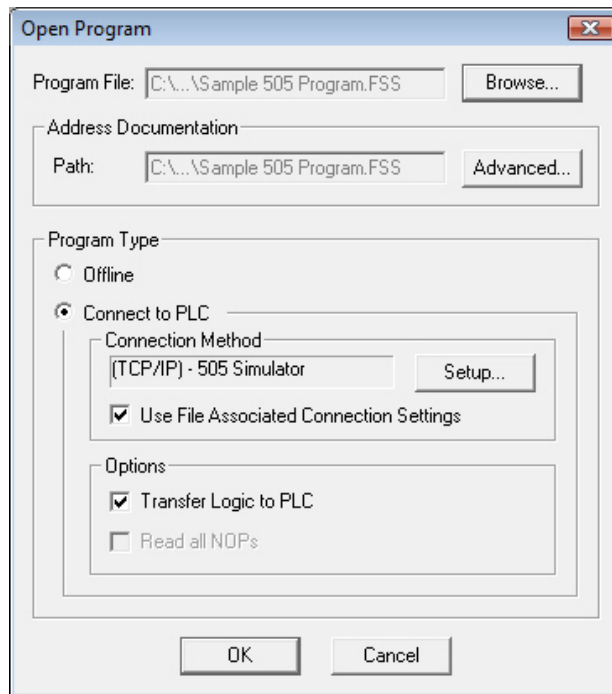 Open Program
Program File: C:\...\Sample 505 Program.FSS Browse...
Address Documentation
Path: C:\...\Sample 505 Program.FSS Advanced...
Program Type
Offline
Connect to PLC
Connection Method
(TCP/IP) - 505 Simulator Setup...
Use File Associated Connection Settings
Options
Transfer Logic to PLC
Read all NOPs
OK Cancel